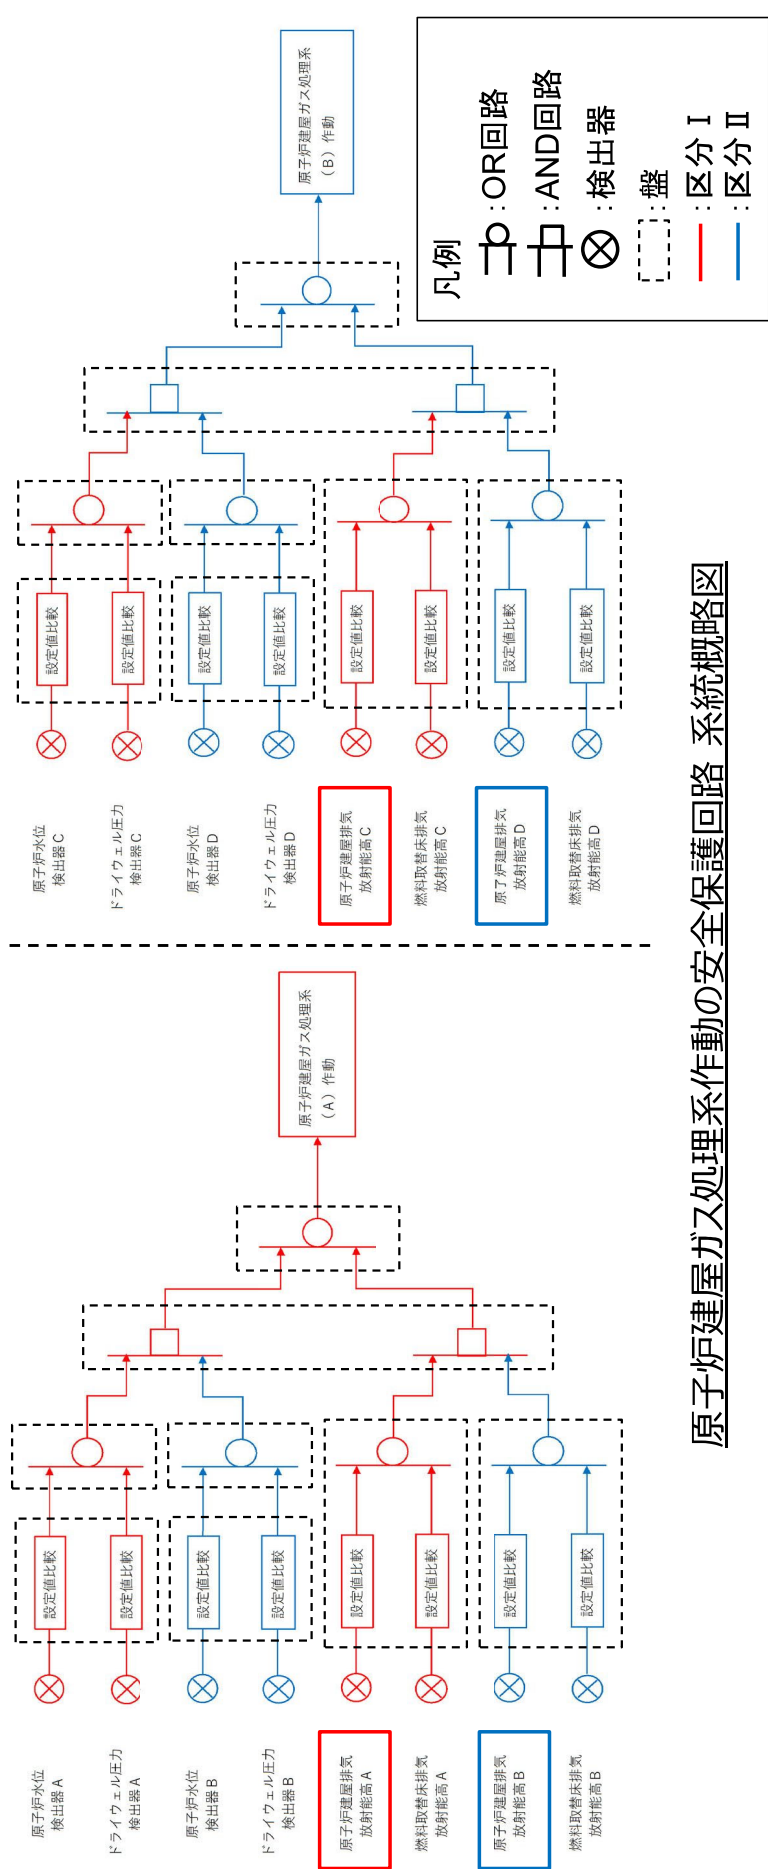 原子炉水位
検出器A
ドライウェル圧力
検出器A
原子炉水位
検出器B
ドライウェル圧力
検出器B
原子炉建屋排気
放射能高A
燃料取替床排気
放射能高A
原子炉建屋排気
放射能高B
燃料取替床排気
放射能高B
設定値比較
設定値比較
設定値比較
設定値比較
設定値比較
設定値比較
設定値比較
設定値比較
原子炉建屋ガス処理系
（A）作動
原子炉水位
検出器C
ドライウェル圧力
検出器C
原子炉水位
検出器D
ドライウェル圧力
検出器D
原子炉建屋排気
放射能高C
燃料取替床排気
放射能高C
原子炉建屋排気
放射能高D
燃料取替床排気
放射能高D
設定値比較
設定値比較
設定値比較
設定値比較
設定値比較
設定値比較
設定値比較
設定値比較
原子炉建屋ガス処理系
（B）作動
凡例
：OR回路
：AND回路
：検出器
：盤
：区分Ⅰ
：区分Ⅱ
原子炉建屋ガス処理系作動の安全保護回路 系統概略図